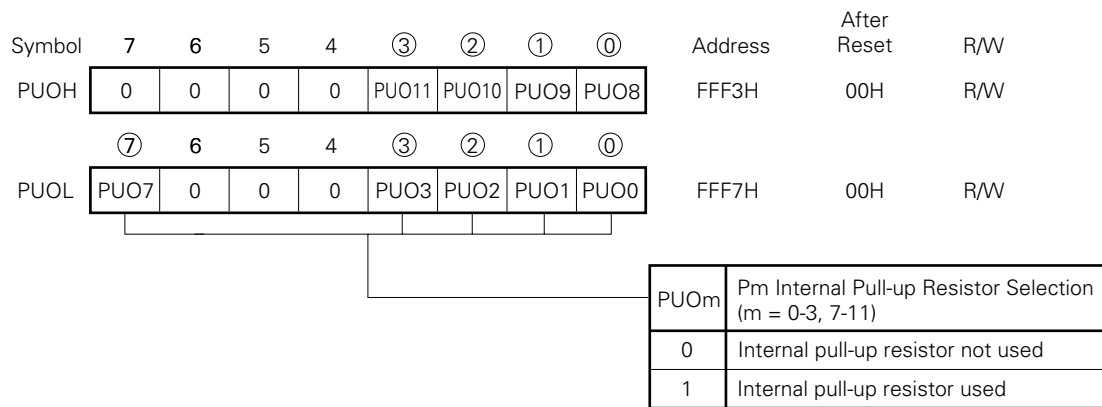 After
Symbol 7 6 5 4 ③ ② ① ⓪ Address Reset R/W
PUOH 0 0 0 0 PUO11 PUO10 PUO9 PUO8 FFF3H 00H R/W
⑦ 6 5 4 ③ ② ① ⓪
PUOL PUO7 0 0 0 PUO3 PUO2 PUO1 PUO0 FFF7H 00H R/W
PUOm Pm Internal Pull-up Resistor Selection
(m = 0-3, 7-11)
0 Internal pull-up resistor not used
1 Internal pull-up resistor used